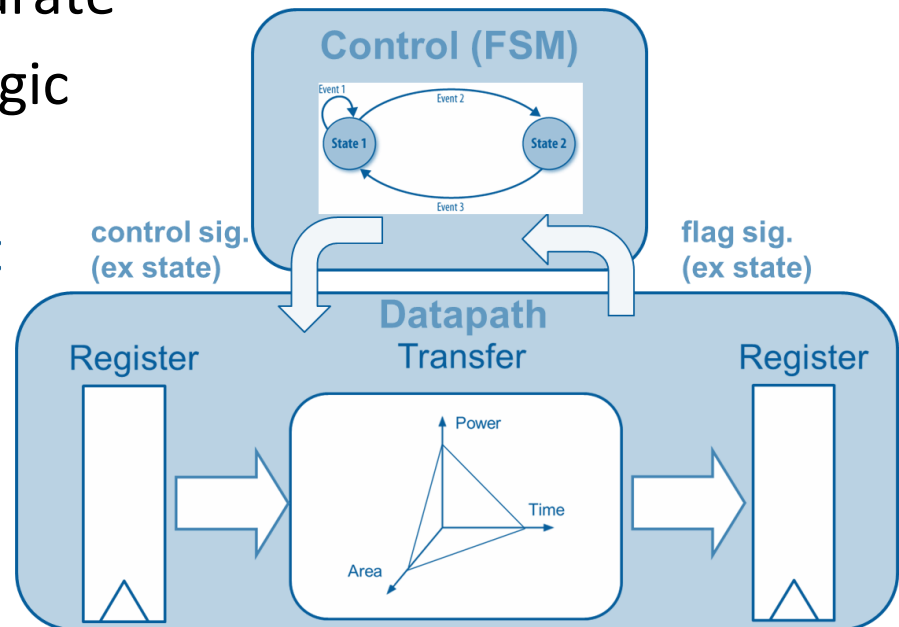 Control (FSM)
Event 1
Event 2
State 1
State 2
Event 3
control sig.
(ex state)
flag sig.
(ex state)
Datapath
Register
Transfer
Register
Power
Time
Area